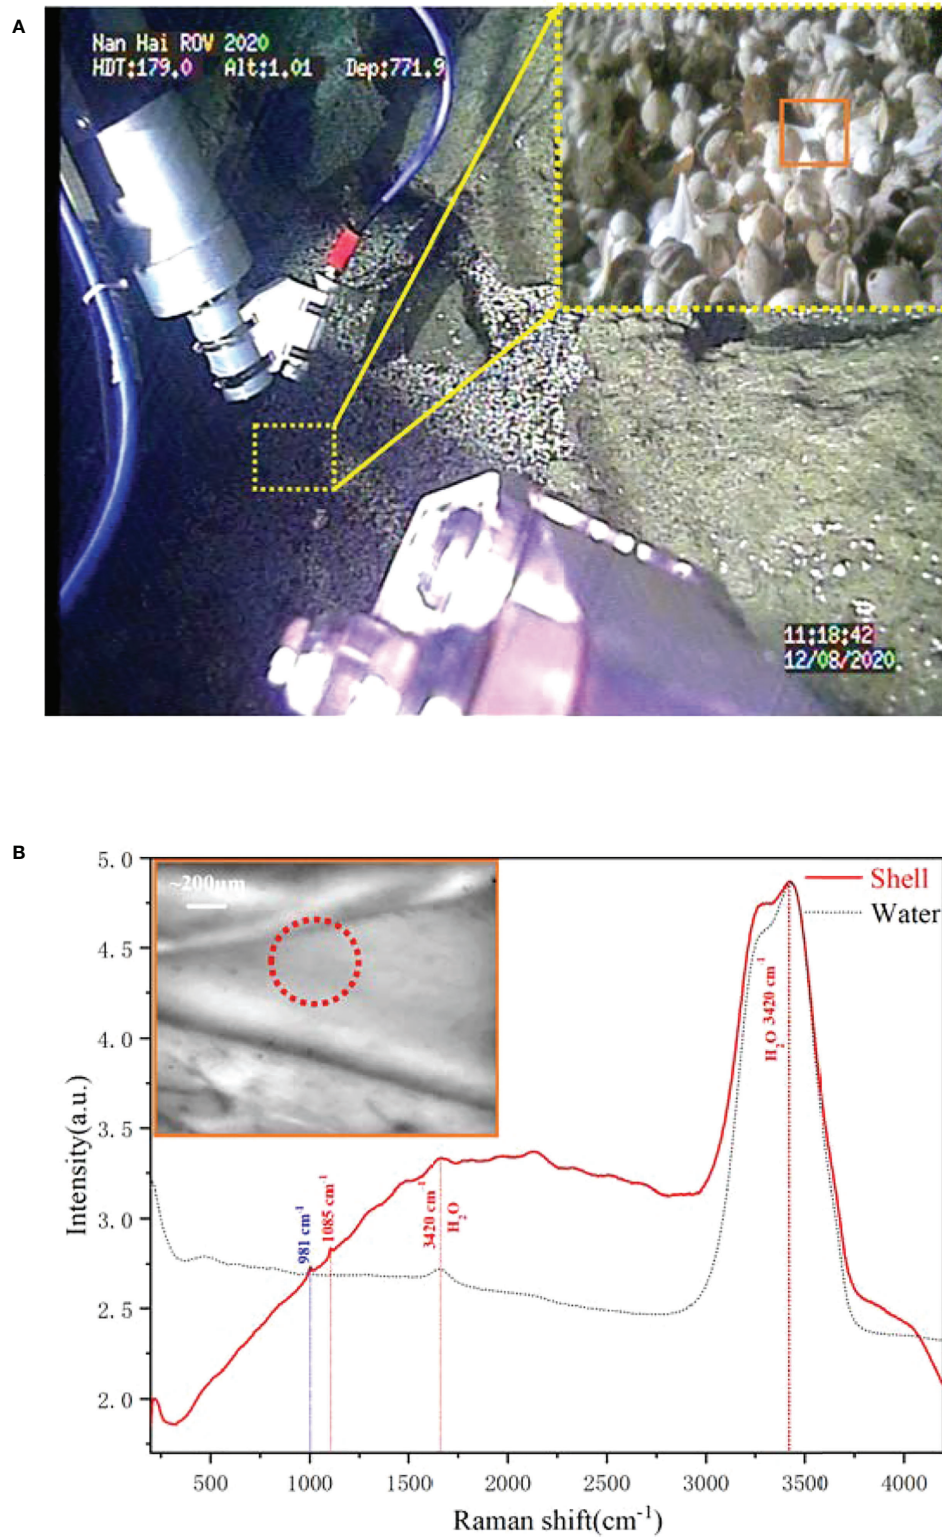 A
Nan Hai ROV 2020
HDT:179.0 Alt:1.01 Dep:771.9
11:18:42
12/08/2020
B
5.0
4.5
4.0
3.5
3.0
2.5
2.0
Intensity(a.u.)
~200μm
Shell
Water
981 cm-1
1085 cm-1
3420 cm-1
H2O
H2O 3420 cm-1
500 1000 1500 2000 2500 3000 3500 4000
Raman shift(cm-1)